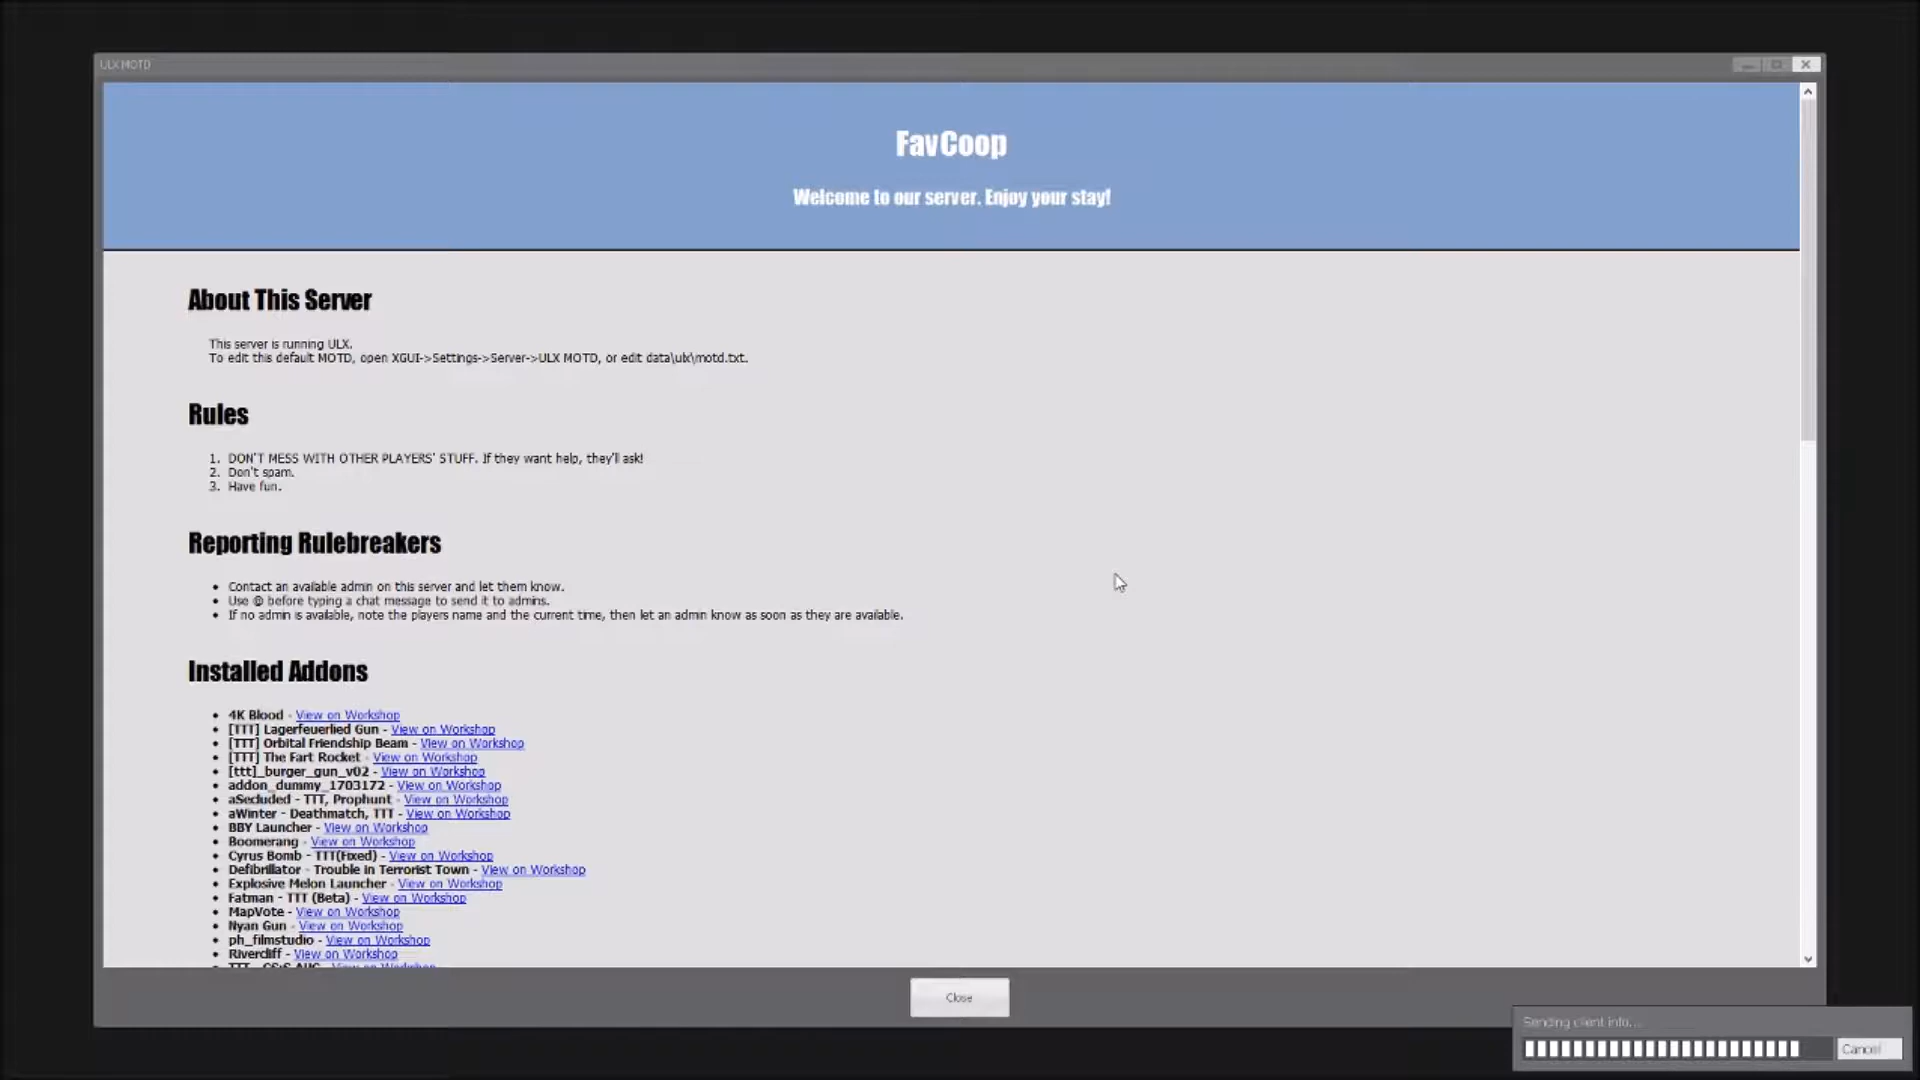 ULX MOTD
FavCoop
Welcome to our server. Enjoy your stay!
About This Server
This server is running ULX.
To edit this default MOTD, open XGUI->Settings->Server->ULX MOTD, or edit data\ulx\motd.txt.
Rules
1. DON'T MESS WITH OTHER PLAYERS' STUFF. If they want help, they'll ask!
2. Don't spam.
3. Have fun.
Reporting Rulebreakers
• Contact an available admin on this server and let them know.
• Use @ before typing a chat message to send it to admins.
• If no admin is available, note the players name and the current time, then let an admin know as soon as they are available.
Installed Addons
• 4K Blood - View on Workshop
• [TTT] Lagerfeuerlied Gun - View on Workshop
• [TTT] Orbital Friendship Beam - View on Workshop
• [TTT] The Fart Rocket - View on Workshop
• [ttt]_burger_gun_v02 - View on Workshop
• addon_dummy_1703172 - View on Workshop
• aSecluded - TTT, Prophunt - View on Workshop
• aWinter - Deathmatch, TTT - View on Workshop
• BBY Launcher - View on Workshop
• Boomerang - View on Workshop
• Cyrus Bomb - TTT(Fixed) - View on Workshop
• Defibrillator - Trouble in Terrorist Town - View on Workshop
• Explosive Melon Launcher - View on Workshop
• Fatman - TTT (Beta) - View on Workshop
• MapVote - View on Workshop
• Nyan Gun - View on Workshop
• ph_filmstudio - View on Workshop
• Rivercliff - View on Workshop
• TTT - CS:S AUG - View on Workshop
Close
Sending client info...
Cancel